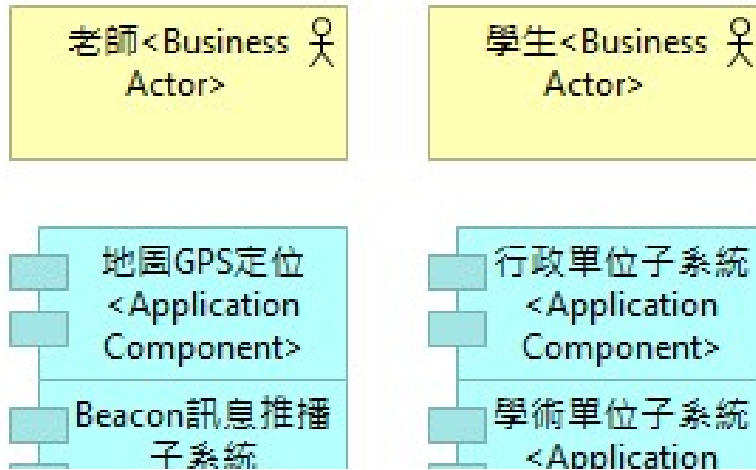 老師<Business
Actor>
學生<Business
Actor>
地圖GPS定位
<Application
Component>
行政單位子系統
<Application
Component>
Beacon訊息推播
子系統
學術單位子系統
<Application